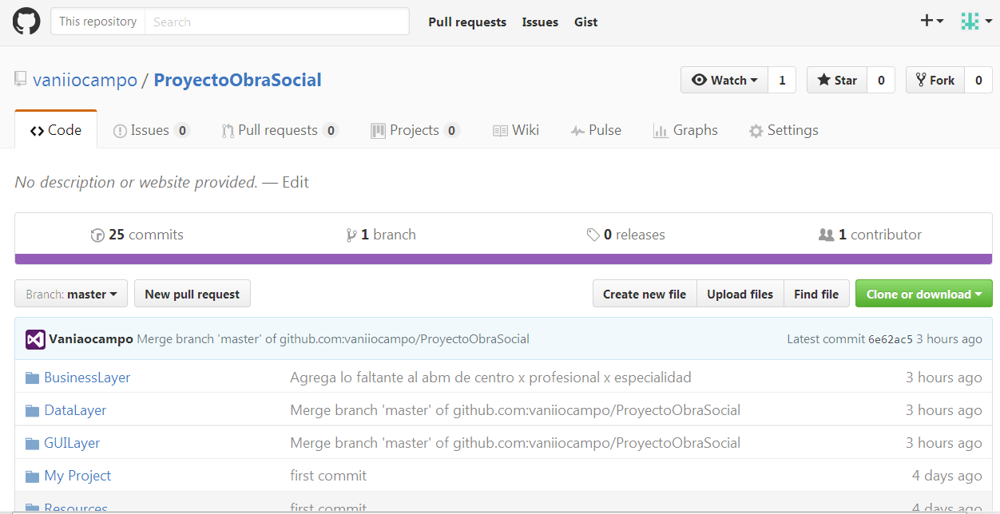 This repository Search Pull requests Issues Gist
vaniiocampo / ProyectoObraSocial Watch 1 Star 0 Fork 0
Code Issues 0 Pull requests 0 Projects 0 Wiki Pulse Graphs Settings
No description or website provided. — Edit
25 commits 1 branch 0 releases 1 contributor
Branch: master New pull request Create new file Upload files Find file Clone or download
Vaniaocampo Merge branch 'master' of github.com:vaniiocampo/ProyectoObraSocial Latest commit 6e62ac5 3 hours ago
BusinessLayer Agrega lo faltante al abm de centro x profesional x especialidad 3 hours ago
DataLayer Merge branch 'master' of github.com:vaniiocampo/ProyectoObraSocial 3 hours ago
GUILayer Merge branch 'master' of github.com:vaniiocampo/ProyectoObraSocial 3 hours ago
My Project first commit 4 days ago
Resources first commit 4 days ago